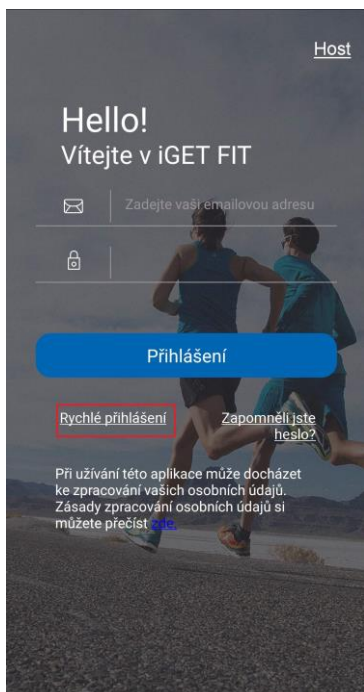 Host
Hello!
Vítejte v iGET FIT
Zadejte vaši emailovou adresu
Přihlášení
Rychlé přihlášení
Zapomněli jste
heslo?
Při užívání této aplikace může docházet
ke zpracování vašich osobních údajů.
Zásady zpracování osobních údajů si
můžete přečíst zde.